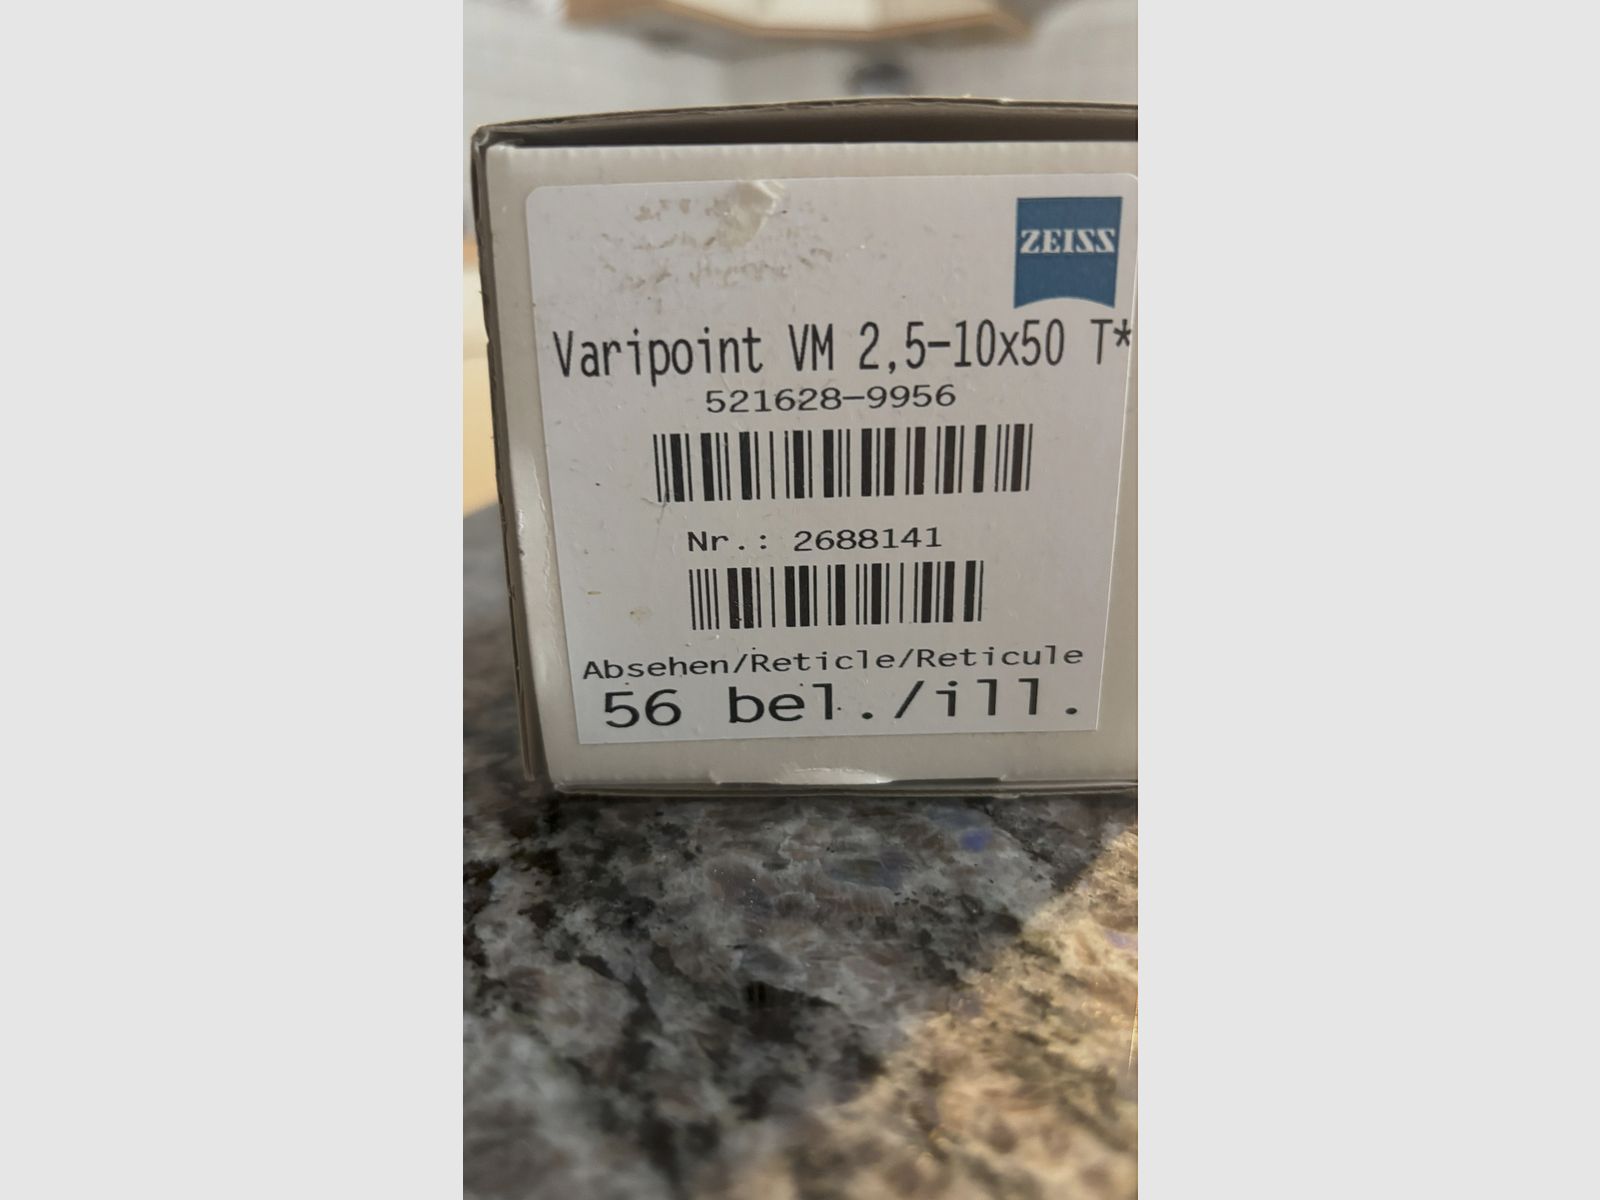 ZEISS
Varipoint VM 2,5-10x50 T*
521628-9956
Nr.: 2688141
Absehen/Reticle/Reticule
56 bel./ill.